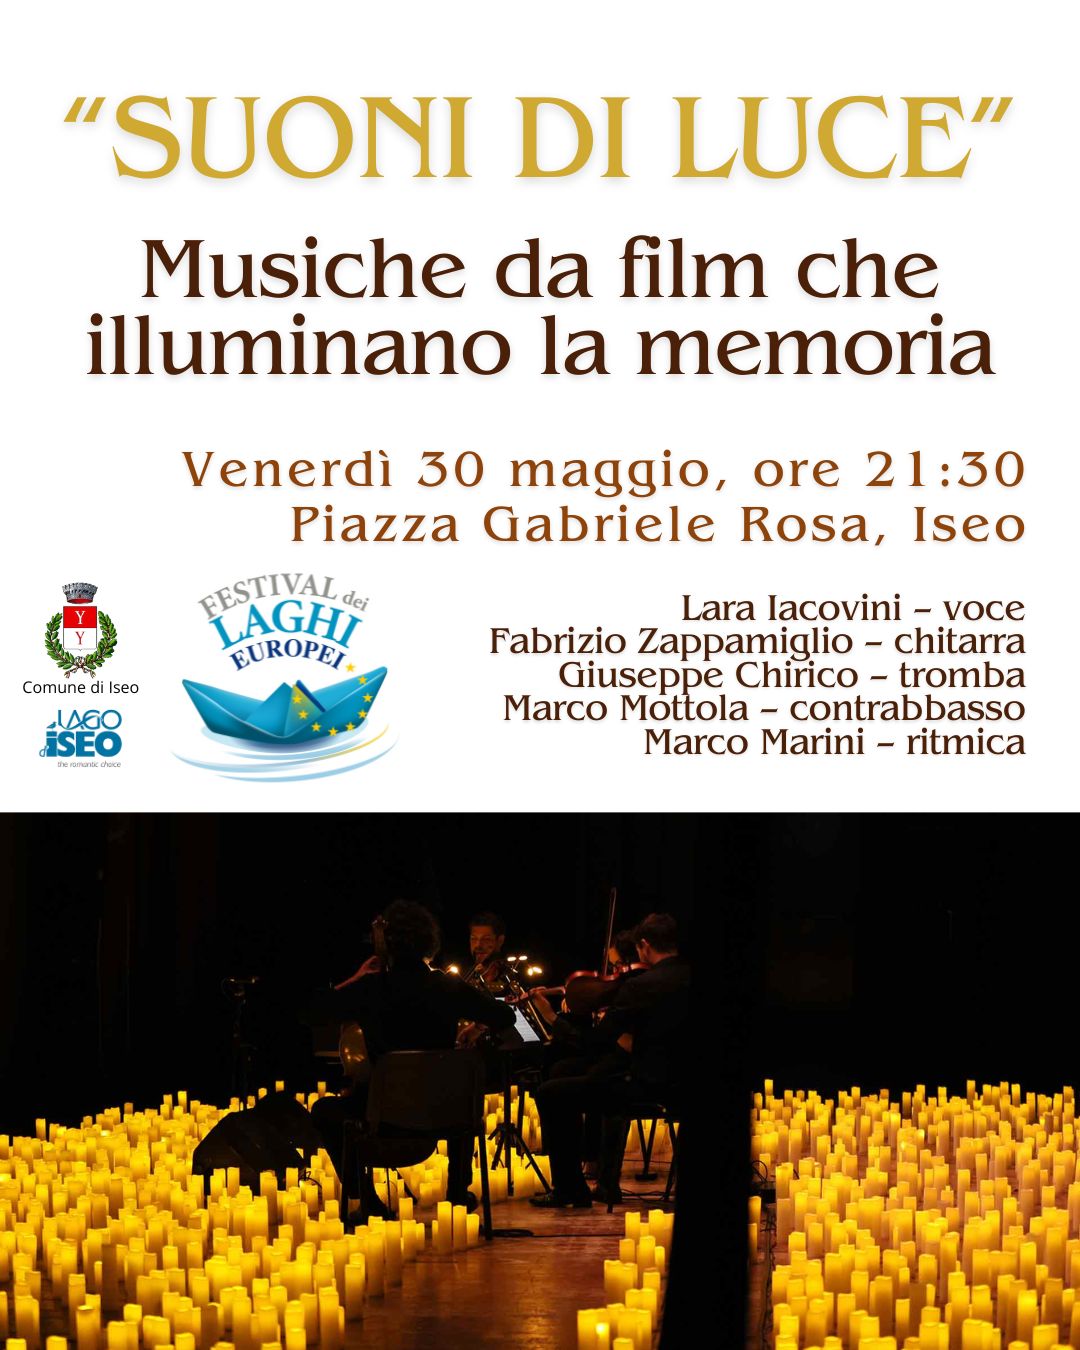 “SUONI DI LUCE”
Musiche da film che
illuminano la memoria
Venerdì 30 maggio, ore 21:30
Piazza Gabriele Rosa, Iseo
FESTIVAL dei
LAGHI
EUROPEI
Y
Y
Comune di Iseo
LAGO
d'ISEO
the romantic choice
Lara Iacovini – voce
Fabrizio Zappamiglio – chitarra
Giuseppe Chirico – tromba
Marco Mottola – contrabbasso
Marco Marini – ritmica